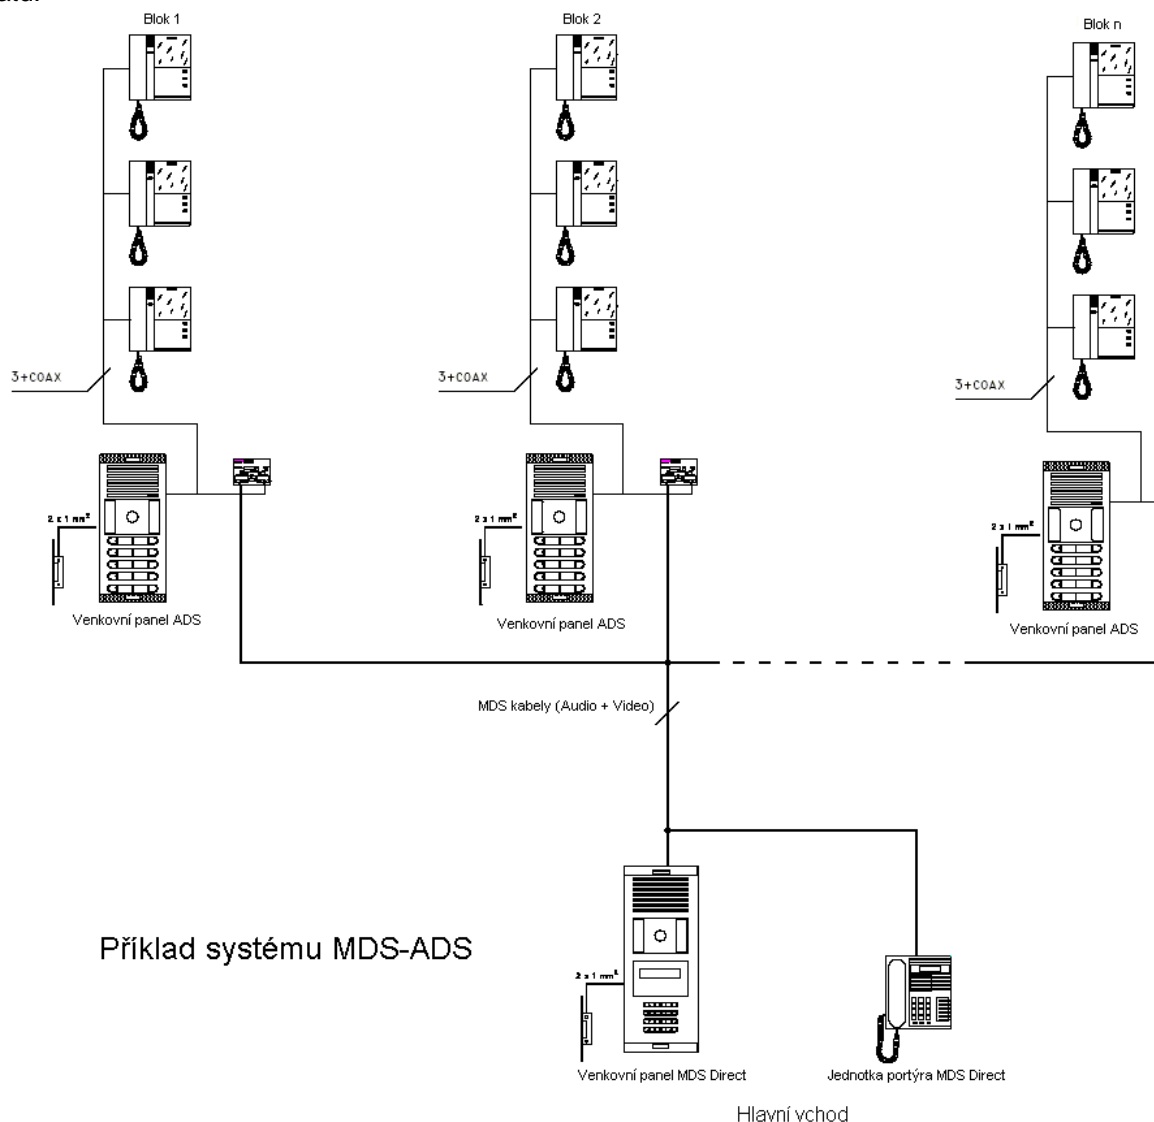 Blok 1
Blok 2
Blok n
3+COAX
3+COAX
3+COAX
2 x 1 mm²
2 x 1 mm²
2 x 1 mm²
Venkovní panel ADS
Venkovní panel ADS
Venkovní panel ADS
MDS kabely (Audio + Video)
Příklad systému MDS-ADS
2 x 1 mm²
Venkovní panel MDS Direct
Jednotka portýra MDS Direct
Hlavní vchod